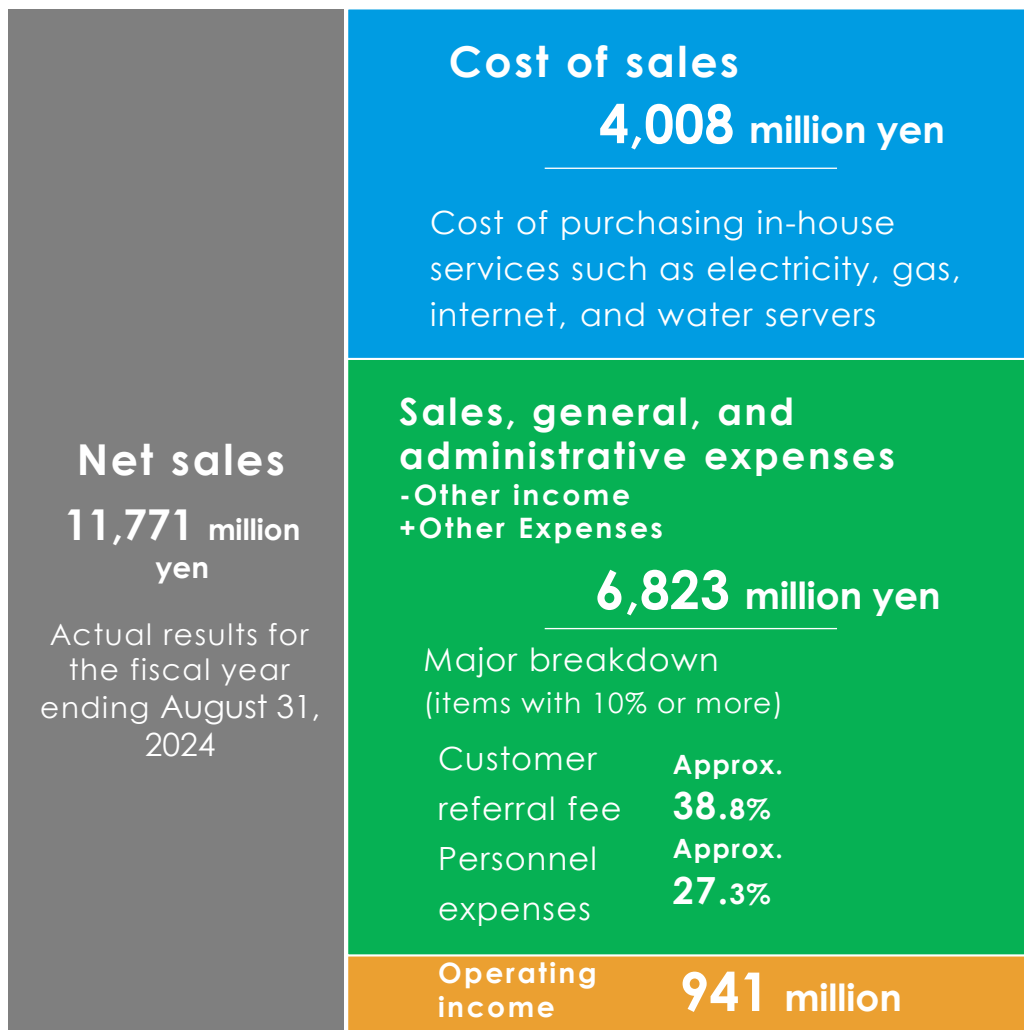 Net sales
11,771 million
yen
Actual results for
the fiscal year
ending August 31,
2024
Cost of sales
4,008 million yen
Cost of purchasing in-house
services such as electricity, gas,
internet, and water servers
Sales, general, and
administrative expenses
-Other income
+Other Expenses
6,823 million yen
Major breakdown
(items with 10% or more)
Customer
referral fee
Approx.
38.8%
Personnel
expenses
Approx.
27.3%
Operating
income
941 million